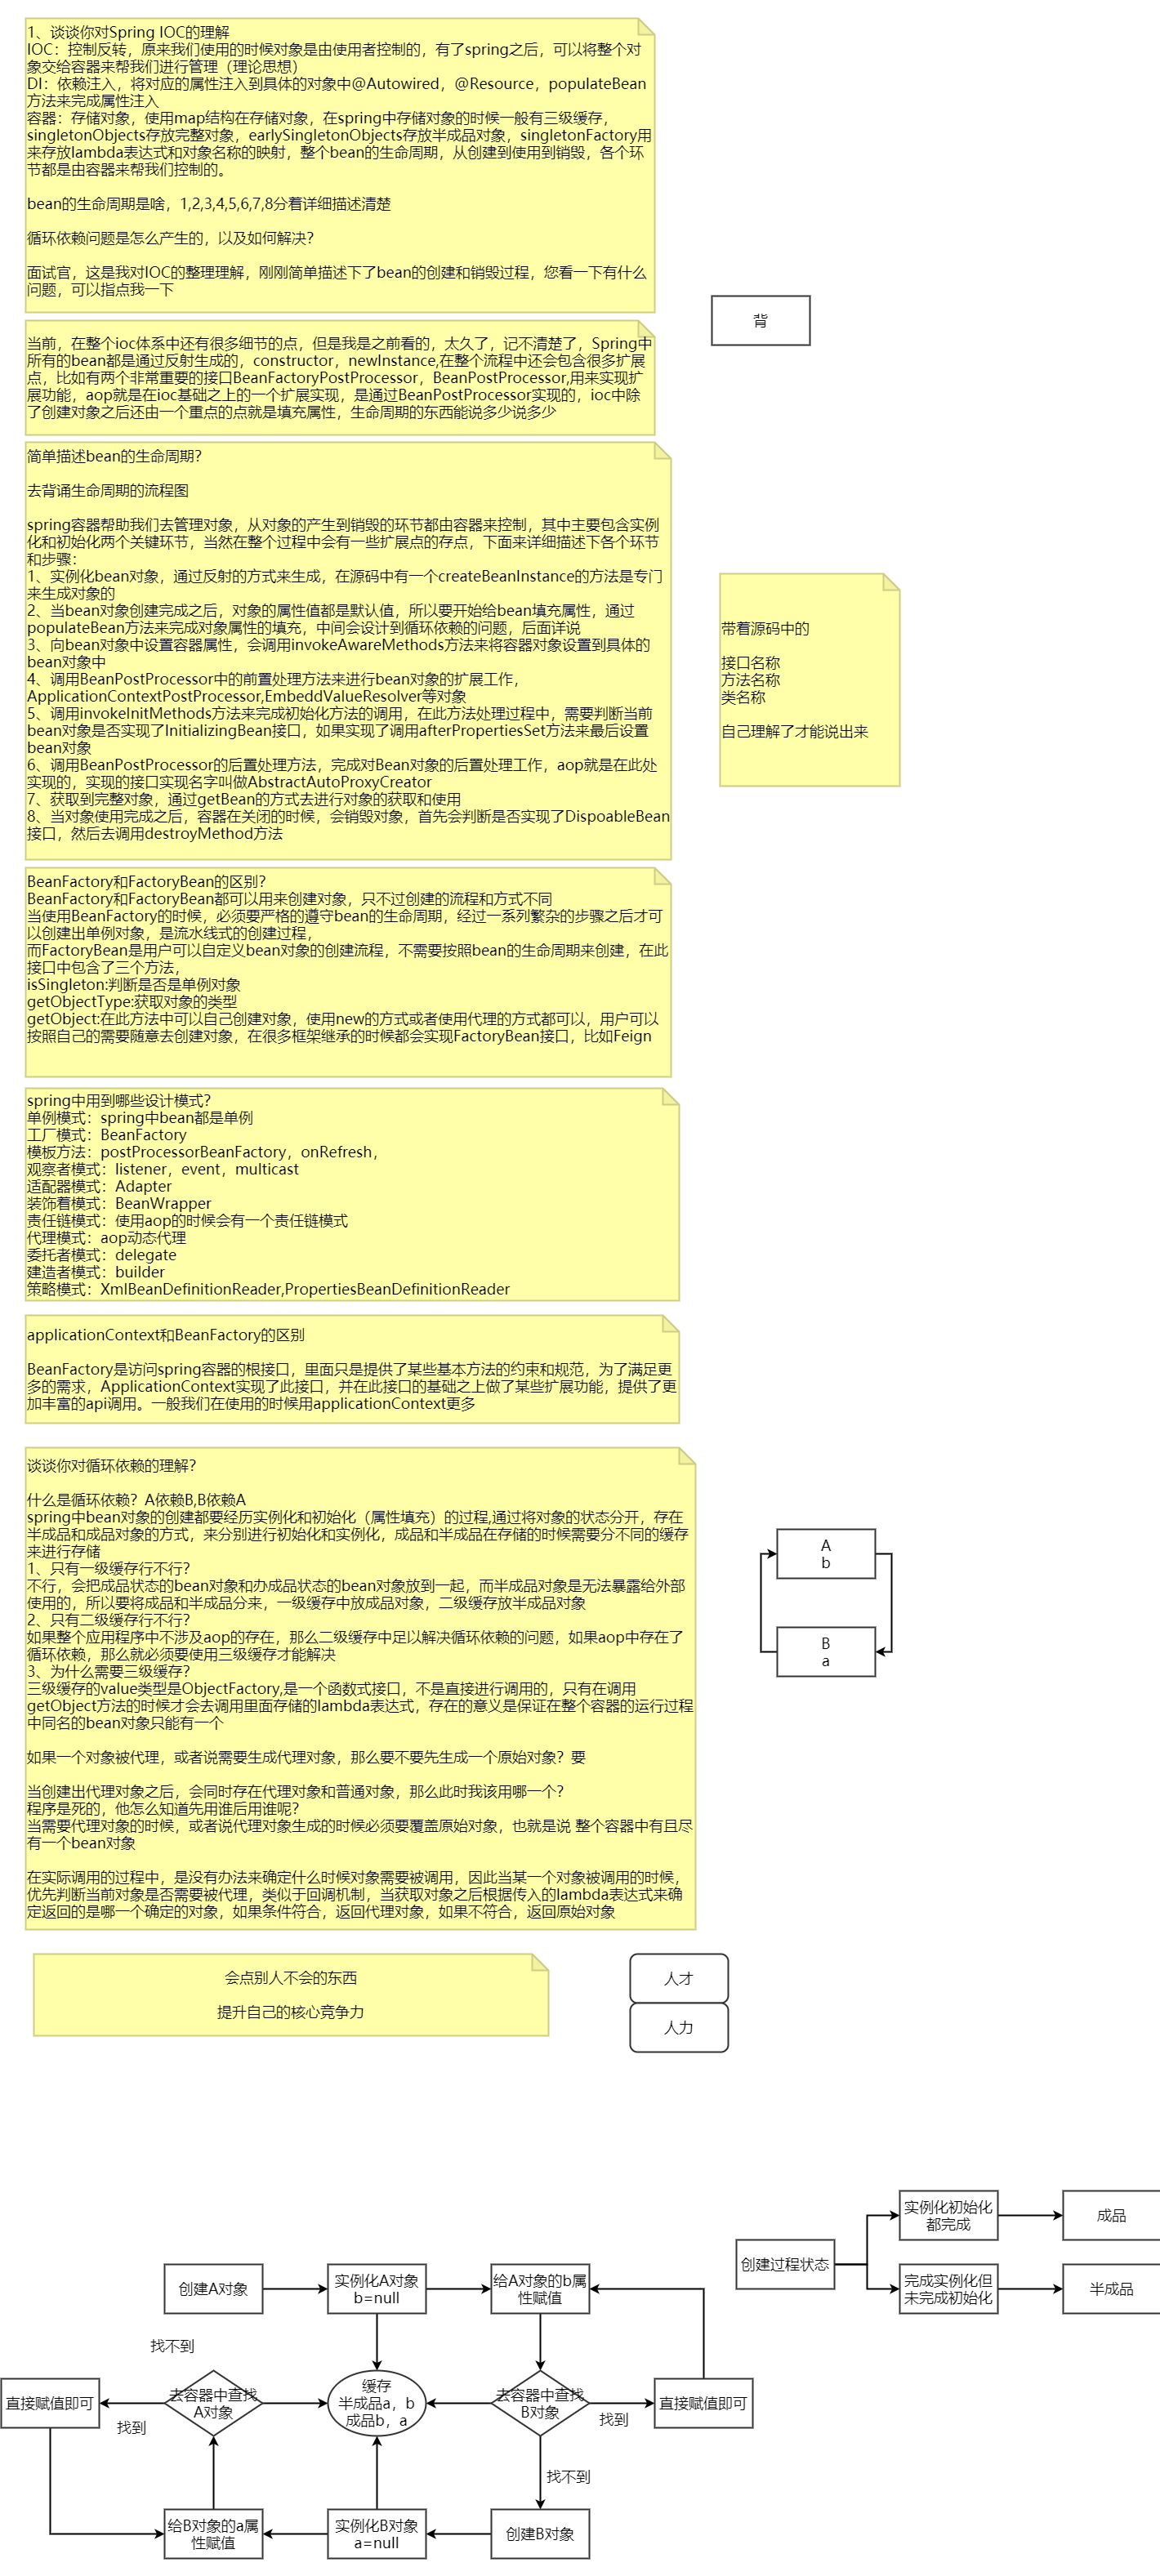 1、谈谈你对Spring IOC的理解
IOC：控制反转，原来我们使用的时候对象是由使用者控制的，有了spring之后，可以将整个对
象交给容器来帮我们进行管理（理论思想）
DI：依赖注入，将对应的属性注入到具体的对象中@Autowired，@Resource，populateBean
方法来完成属性注入
容器：存储对象，使用map结构在存储对象，在spring中存储对象的时候一般有三级缓存，
singletonObjects存放完整对象，earlySingletonObjects存放半成品对象，singletonFactory用
来存放lambda表达式和对象名称的映射，整个bean的生命周期，从创建到使用到销毁，各个环
节都是由容器来帮我们控制的。
bean的生命周期是啥，1,2,3,4,5,6,7,8分着详细描述清楚
循环依赖问题是怎么产生的，以及如何解决？
面试官，这是我对IOC的整理理解，刚刚简单描述下了bean的创建和销毁过程，您看一下有什么
问题，可以指点我一下
背
当前，在整个ioc体系中还有很多细节的点，但是我是之前看的，太久了，记不清楚了，Spring中
所有的bean都是通过反射生成的，constructor，newInstance,在整个流程中还会包含很多扩展
点，比如有两个非常重要的接口BeanFactoryPostProcessor，BeanPostProcessor,用来实现扩
展功能，aop就是在ioc基础之上的一个扩展实现，是通过BeanPostProcessor实现的，ioc中除
了创建对象之后还由一个重点的点就是填充属性，生命周期的东西能说多少说多少
简单描述bean的生命周期？
去背诵生命周期的流程图
spring容器帮助我们去管理对象，从对象的产生到销毁的环节都由容器来控制，其中主要包含实例
化和初始化两个关键环节，当然在整个过程中会有一些扩展点的存点，下面来详细描述下各个环节
和步骤：
1、实例化bean对象，通过反射的方式来生成，在源码中有一个createBeanInstance的方法是专门
来生成对象的
2、当bean对象创建完成之后，对象的属性值都是默认值，所以要开始给bean填充属性，通过
populateBean方法来完成对象属性的填充，中间会设计到循环依赖的问题，后面详说
3、向bean对象中设置容器属性，会调用invokeAwareMethods方法来将容器对象设置到具体的
bean对象中
4、调用BeanPostProcessor中的前置处理方法来进行bean对象的扩展工作，
ApplicationContextPostProcessor,EmbeddValueResolver等对象
5、调用invokeInitMethods方法来完成初始化方法的调用，在此方法处理过程中，需要判断当前
bean对象是否实现了InitializingBean接口，如果实现了调用afterPropertiesSet方法来最后设置
bean对象
6、调用BeanPostProcessor的后置处理方法，完成对Bean对象的后置处理工作，aop就是在此处
实现的，实现的接口实现名字叫做AbstractAutoProxyCreator
7、获取到完整对象，通过getBean的方式去进行对象的获取和使用
8、当对象使用完成之后，容器在关闭的时候，会销毁对象，首先会判断是否实现了DispoableBean
接口，然后去调用destroyMethod方法
带着源码中的
接口名称
方法名称
类名称
自己理解了才能说出来
BeanFactory和FactoryBean的区别？
BeanFactory和FactoryBean都可以用来创建对象，只不过创建的流程和方式不同
当使用BeanFactory的时候，必须要严格的遵守bean的生命周期，经过一系列繁杂的步骤之后才可
以创建出单例对象，是流水线式的创建过程，
而FactoryBean是用户可以自定义bean对象的创建流程，不需要按照bean的生命周期来创建，在此
接口中包含了三个方法，
isSingleton:判断是否是单例对象
getObjectType:获取对象的类型
getObject:在此方法中可以自己创建对象，使用new的方式或者使用代理的方式都可以，用户可以
按照自己的需要随意去创建对象，在很多框架继承的时候都会实现FactoryBean接口，比如Feign
spring中用到哪些设计模式？
单例模式：spring中bean都是单例
工厂模式：BeanFactory
模板方法：postProcessorBeanFactory，onRefresh，
观察者模式：listener，event，multicast
适配器模式：Adapter
装饰着模式：BeanWrapper
责任链模式：使用aop的时候会有一个责任链模式
代理模式：aop动态代理
委托者模式：delegate
建造者模式：builder
策略模式：XmlBeanDefinitionReader,PropertiesBeanDefinitionReader
applicationContext和BeanFactory的区别
BeanFactory是访问spring容器的根接口，里面只是提供了某些基本方法的约束和规范，为了满足更
多的需求，ApplicationContext实现了此接口，并在此接口的基础之上做了某些扩展功能，提供了更
加丰富的api调用。一般我们在使用的时候用applicationContext更多
谈谈你对循环依赖的理解？
什么是循环依赖？A依赖B,B依赖A
spring中bean对象的创建都要经历实例化和初始化（属性填充）的过程,通过将对象的状态分开，存在
半成品和成品对象的方式，来分别进行初始化和实例化，成品和半成品在存储的时候需要分不同的缓存
来进行存储
1、只有一级缓存行不行？
不行，会把成品状态的bean对象和办成品状态的bean对象放到一起，而半成品对象是无法暴露给外部
使用的，所以要将成品和半成品分来，一级缓存中放成品对象，二级缓存放半成品对象
2、只有二级缓存行不行？
如果整个应用程序中不涉及aop的存在，那么二级缓存中足以解决循环依赖的问题，如果aop中存在了
循环依赖，那么就必须要使用三级缓存才能解决
3、为什么需要三级缓存？
三级缓存的value类型是ObjectFactory,是一个函数式接口，不是直接进行调用的，只有在调用
getObject方法的时候才会去调用里面存储的lambda表达式，存在的意义是保证在整个容器的运行过程
中同名的bean对象只能有一个
如果一个对象被代理，或者说需要生成代理对象，那么要不要先生成一个原始对象？要
当创建出代理对象之后，会同时存在代理对象和普通对象，那么此时我该用哪一个？
程序是死的，他怎么知道先用谁后用谁呢？
当需要代理对象的时候，或者说代理对象生成的时候必须要覆盖原始对象，也就是说 整个容器中有且尽
有一个bean对象
在实际调用的过程中，是没有办法来确定什么时候对象需要被调用，因此当某一个对象被调用的时候，
优先判断当前对象是否需要被代理，类似于回调机制，当获取对象之后根据传入的lambda表达式来确
定返回的是哪一个确定的对象，如果条件符合，返回代理对象，如果不符合，返回原始对象
A
b
B
a
会点别人不会的东西
提升自己的核心竞争力
人才
人力
创建过程状态
实例化初始化
都完成
成品
完成实例化但
未完成初始化
半成品
创建A对象
实例化A对象
b=null
给A对象的b属
性赋值
找不到
直接赋值即可
去容器中查找
A对象
缓存
半成品a，b
成品b，a
去容器中查找
B对象
直接赋值即可
找到
找到
找不到
给B对象的a属
性赋值
实例化B对象
a=null
创建B对象